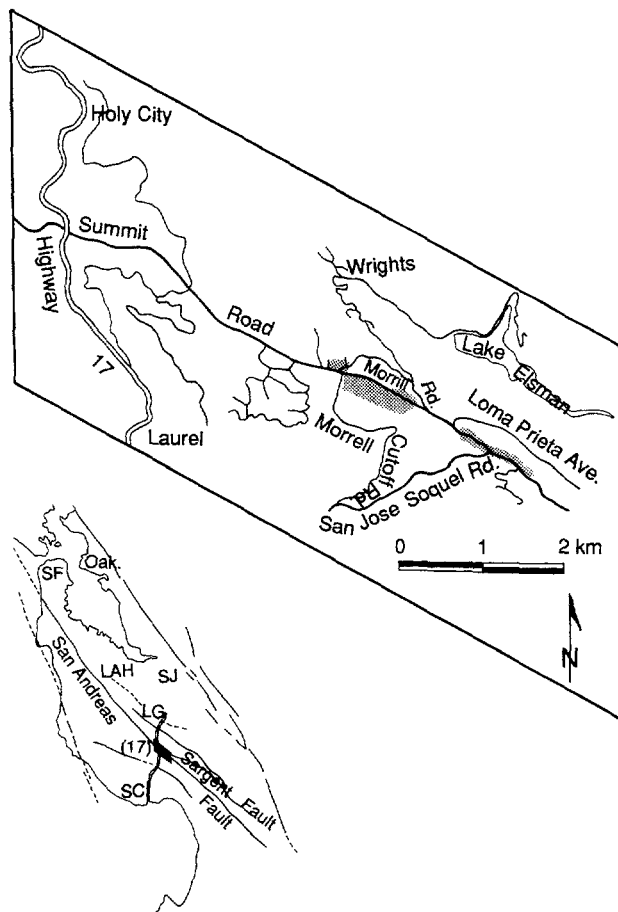 Holy City
Summit
Highway
17
Road
Wrights
Lake
Elsman
Morrill
Rd.
Loma Prieta Ave.
Morrell
Cutoff
Rd.
Laurel
San Jose Soquel Rd.
0 1 2 km
N
SF
Oak.
San Andreas
LAH
SJ
LG
(17)
Sargent
Fault
SC
Fault